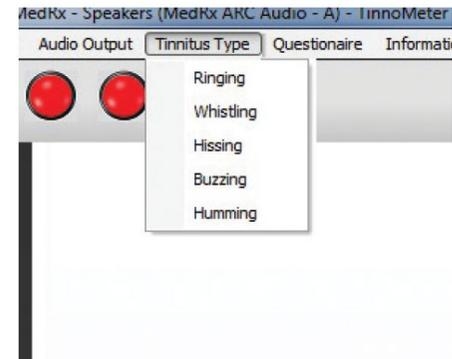 MedRx - Speakers (MedRx ARC Audio - A) - TinnoMeter
Audio Output Tinnitus Type Questionaire
Ringing
Whistling
Hissing
Buzzing
Humming